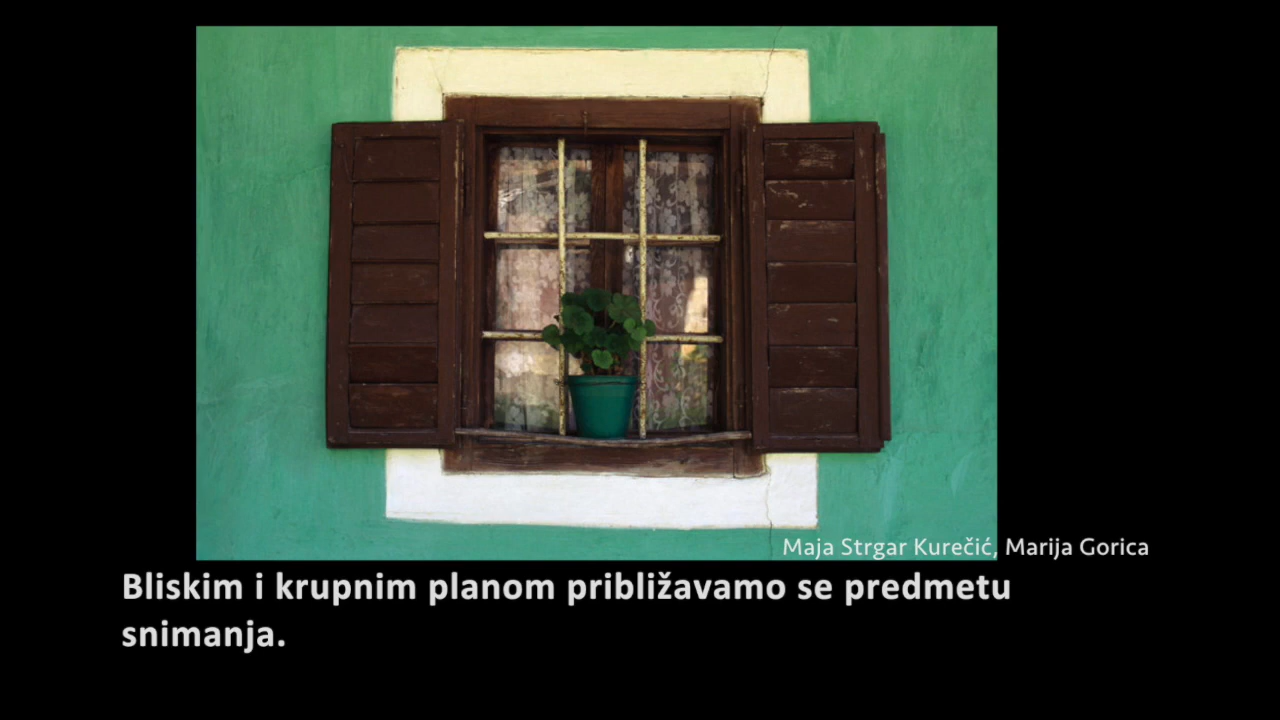 Maja Strgar Kurečić, Marija Gorica
Bliskim i krupnim planom približavamo se predmetu
snimanja.